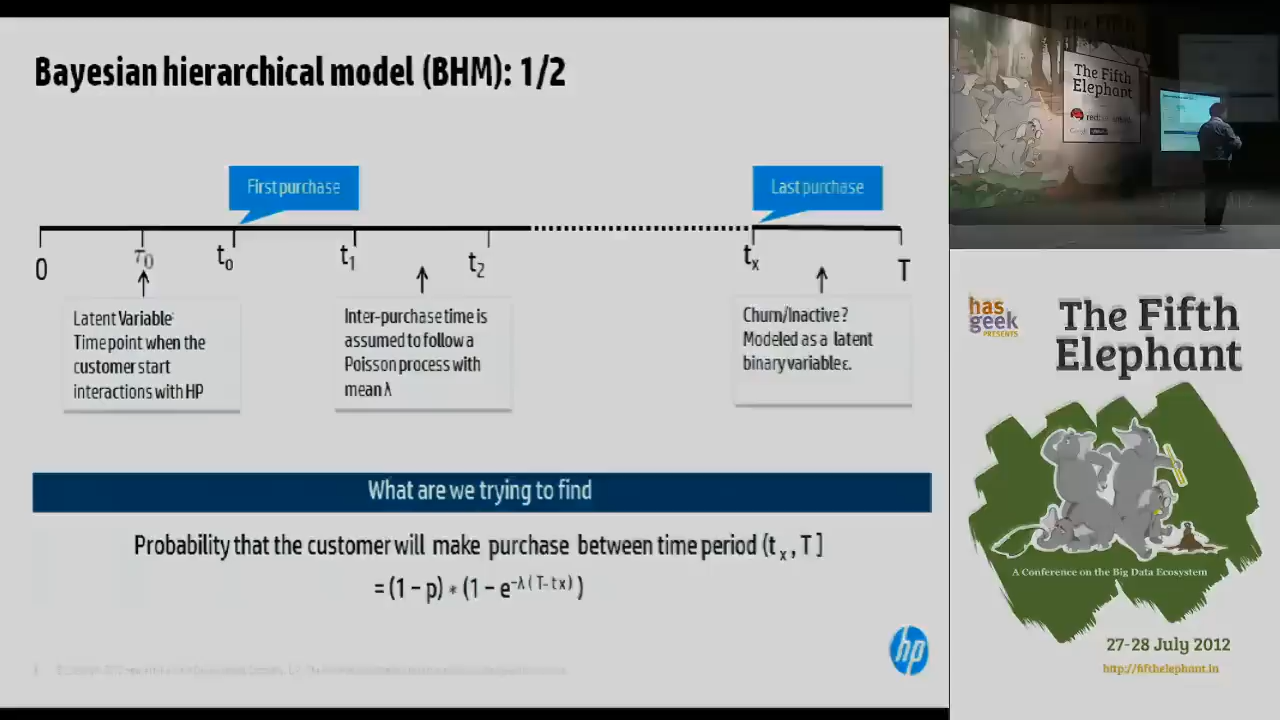 Bayesian hierarchical model (BHM): 1/2
First purchase
Last purchase
0
τ0
t0
t1
t2
tx
T
Latent Variable
Time point when the
customer start
interactions with HP
Inter-purchase time is
assumed to follow a
Poisson process with
mean λ
Churn/Inactive?
Modeled as a latent
binary variable ε.
What are we trying to find
Probability that the customer will make purchase between time period (tx , T ]
= (1 – p) * (1 – e^–λ(T-tx))
hp
The Fifth
Elephant
has
geek
PRESENTS
The Fifth
Elephant
A Conference on the Big Data Ecosystem
27-28 July 2012
http://fifthelephant.in